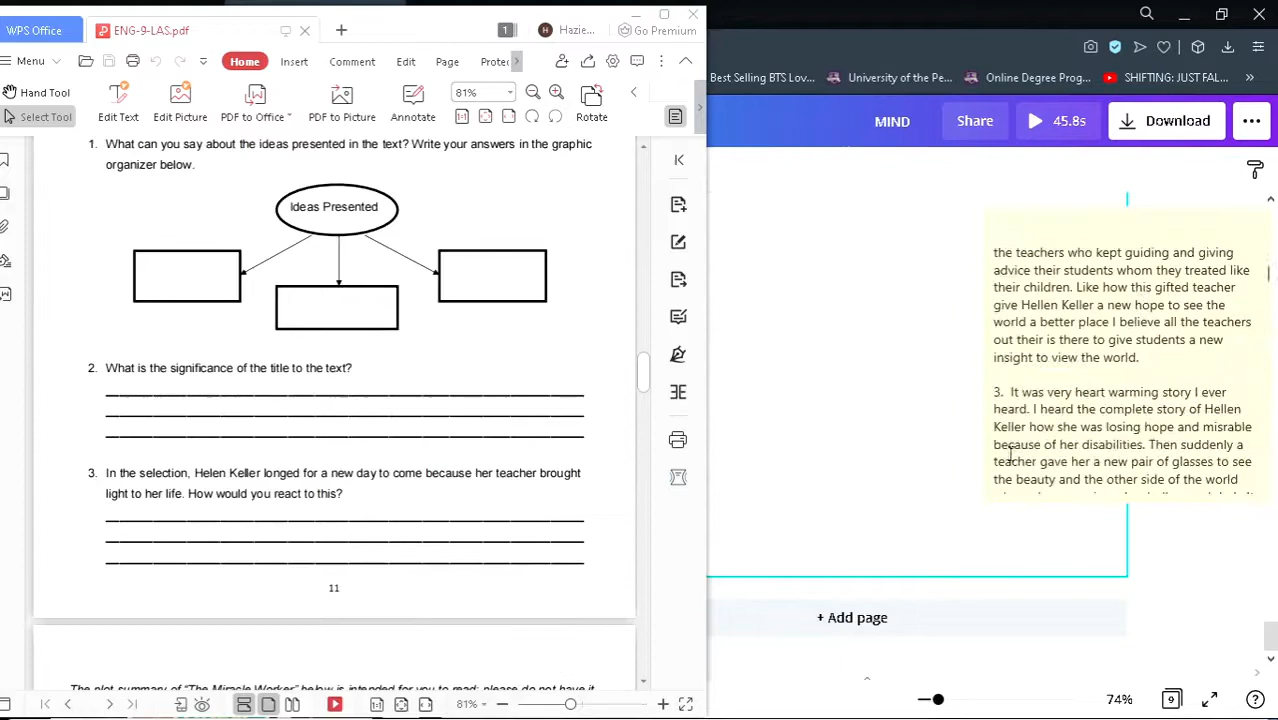 WPS Office
ENG-9-LAS.pdf
1
H
Hazie...
Go Premium
Menu
Home
Insert
Comment
Edit
Page
Protec
Hand Tool
Select Tool
Edit Text
Edit Picture
PDF to Office
PDF to Picture
Annotate
81%
Rotate
1. What can you say about the ideas presented in the text? Write your answers in the graphic
organizer below.
Ideas Presented
2. What is the significance of the title to the text?
3. In the selection, Helen Keller longed for a new day to come because her teacher brought
light to her life. How would you react to this?
11
The plot summary of "The Miracle Worker" below is intended for you to read; please do not have it
81%
Best Selling BTS Lov...
University of the Pe...
Online Degree Prog...
SHIFTING: JUST FAL...
MIND
Share
45.8s
Download
the teachers who kept guiding and giving
advice their students whom they treated like
their children. Like how this gifted teacher
give Hellen Keller a new hope to see the
world a better place I believe all the teachers
out their is there to give students a new
insight to view the world.
3. It was very heart warming story I ever
heard. I heard the complete story of Hellen
Keller how she was losing hope and misrable
because of her disabilities. Then suddenly a
teacher gave her a new pair of glasses to see
the beauty and the other side of the world
+ Add page
74%
9